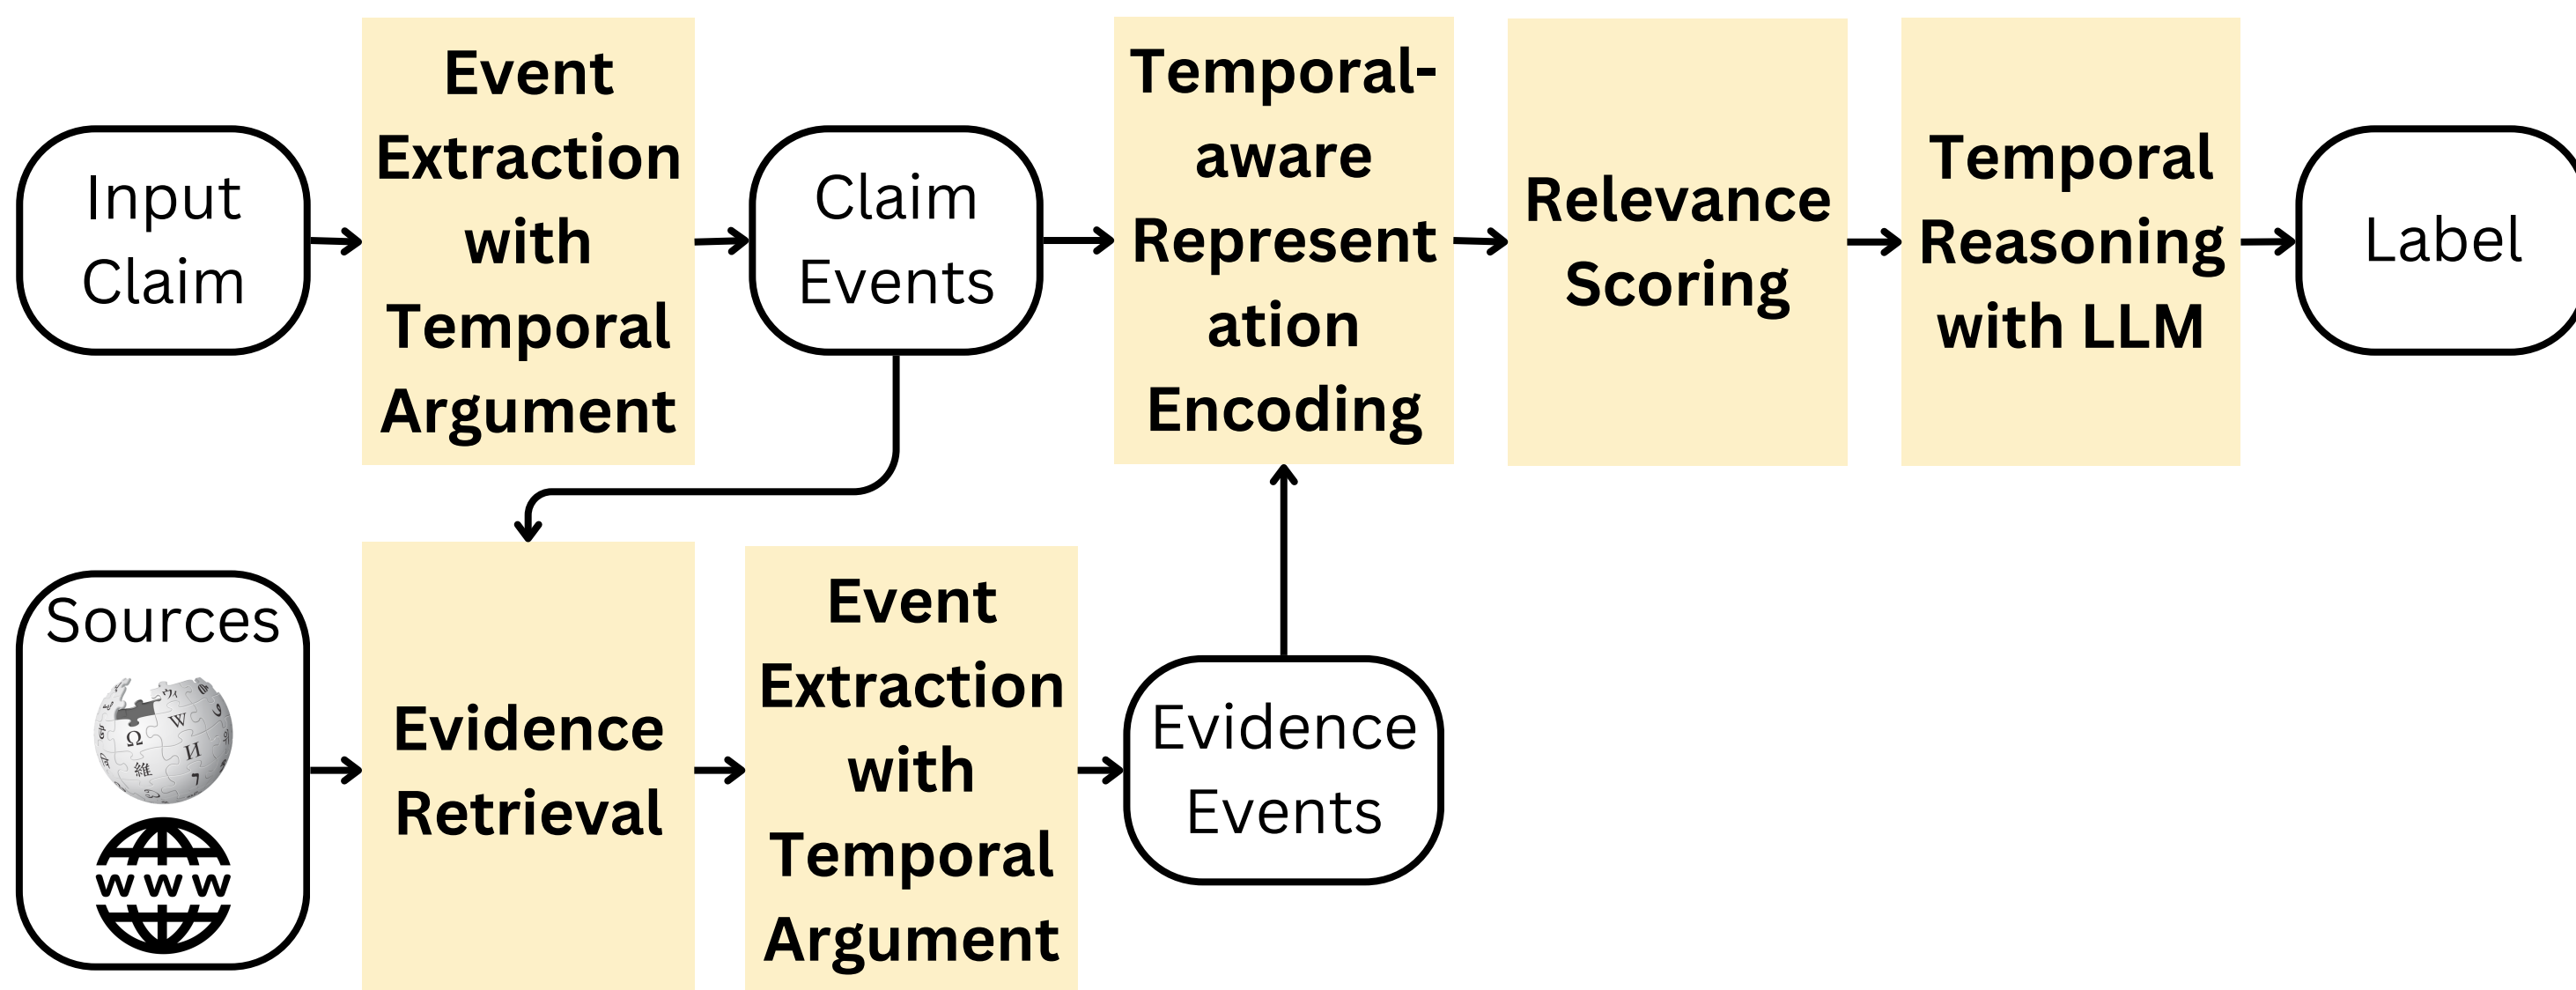 Input
Claim
Event
Extraction
with
Temporal
Argument
Claim
Events
Temporal-
aware
Represent
ation
Encoding
Relevance
Scoring
Temporal
Reasoning
with LLM
Label
Sources
W
Ω
И
維
w w w
Evidence
Retrieval
Event
Extraction
with
Temporal
Argument
Evidence
Events